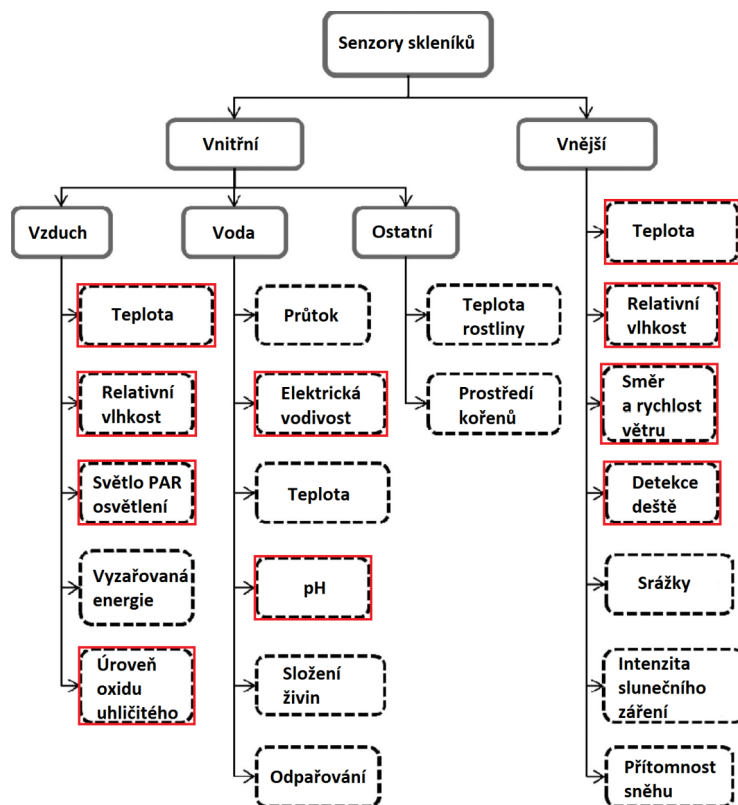 Senzory skleníků
Vnitřní
Vnější
Vzduch
Voda
Ostatní
Teplota
Relativní
vlhkost
Světlo PAR
osvětlení
Vyzařovaná
energie
Úroveň
oxidu
uhličitého
Průtok
Elektrická
vodivost
Teplota
pH
Složení
živin
Odpařování
Teplota
rostliny
Prostředí
kořenů
Teplota
Relativní
vlhkost
Směr
a rychlost
větru
Detekce
deště
Srážky
Intenzita
slunečního
záření
Přítomnost
sněhu